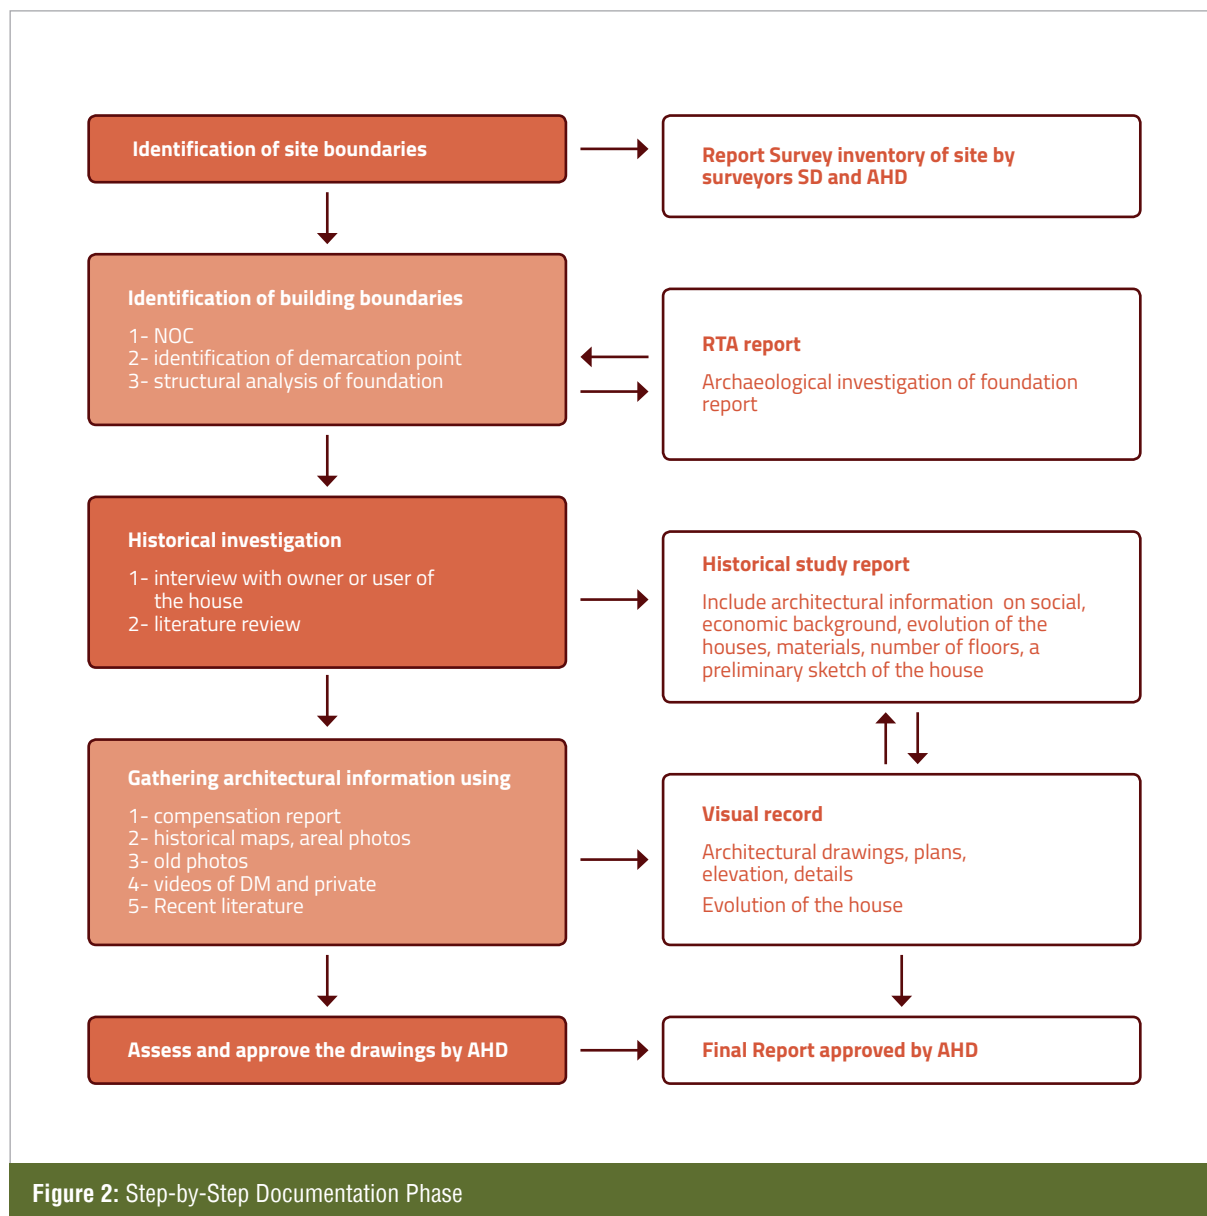 Identification of site boundaries
Report Survey inventory of site by
surveyors SD and AHD
Identification of building boundaries
1- NOC
2- identification of demarcation point
3- structural analysis of foundation
RTA report
Archaeological investigation of foundation
report
Historical investigation
1- interview with owner or user of
the house
2- literature review
Historical study report
Include architectural information on social,
economic background, evolution of the
houses, materials, number of floors, a
preliminary sketch of the house
Gathering architectural information using
1- compensation report
2- historical maps, areal photos
3- old photos
4- videos of DM and private
5- Recent literature
Visual record
Architectural drawings, plans,
elevation, details
Evolution of the house
Assess and approve the drawings by AHD
Final Report approved by AHD
Figure 2: Step-by-Step Documentation Phase